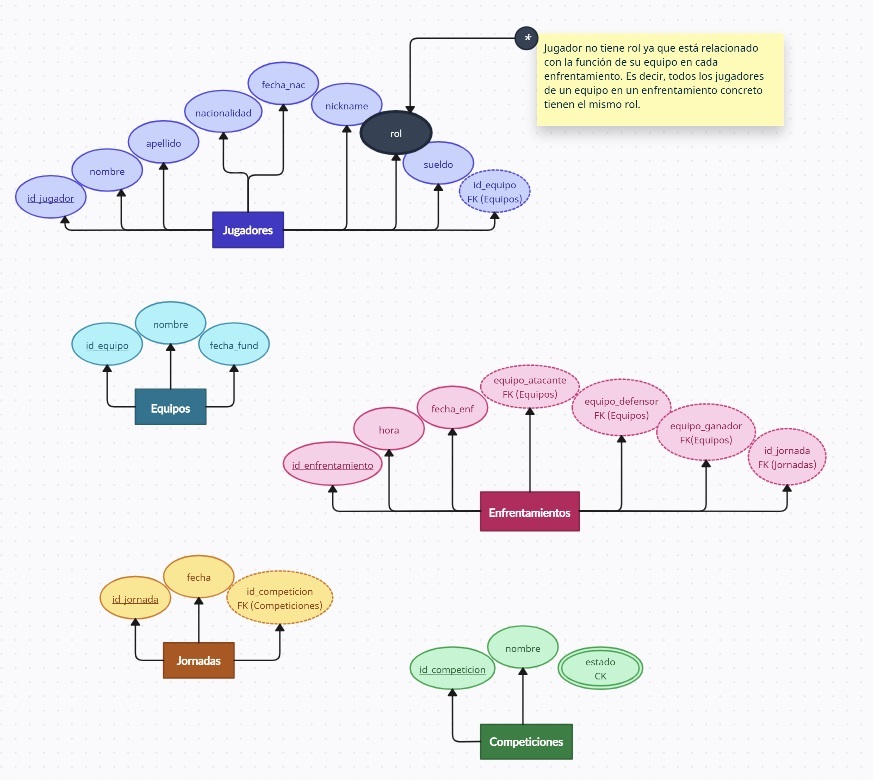 *
Jugador no tiene rol ya que está relacionado
con la función de su equipo en cada
enfrentamiento. Es decir, todos los jugadores
de un equipo en un enfrentamiento concreto
tienen el mismo rol.
fecha_nac
nickname
nacionalidad
rol
apellido
sueldo
nombre
id_equipo
FK (Equipos)
id_jugador
Jugadores
nombre
id_equipo
fecha_fund
Equipos
equipo_atacante
FK (Equipos)
equipo_defensor
FK (Equipos)
fecha_enf
equipo_ganador
FK(Equipos)
hora
id_jornada
FK (Jornadas)
id_enfrentamiento
Enfrentamientos
fecha
id_jornada
id_competicion
FK (Competiciones)
Jornadas
nombre
id_competicion
estado
CK
Competiciones